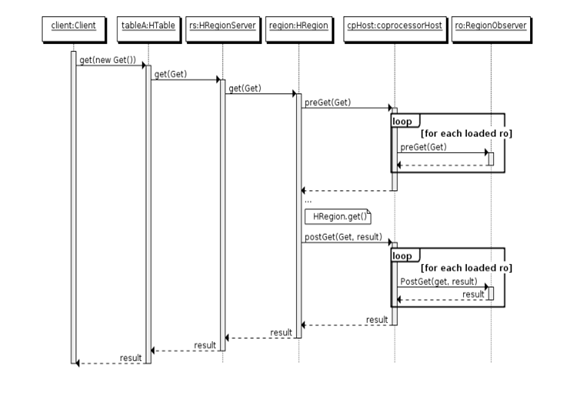 client:Client
tableA:HTable
rs:HRegionServer
region:HRegion
cpHost:coprocessorHost
ro:RegionObserver
get(new Get())
get(Get)
get(Get)
preGet(Get)
loop
[for each loaded ro]
preGet(Get)
...
HRegion.get()
postGet(Get, result)
loop
[for each loaded ro]
PostGet(get, result)
result
result
result
result
result